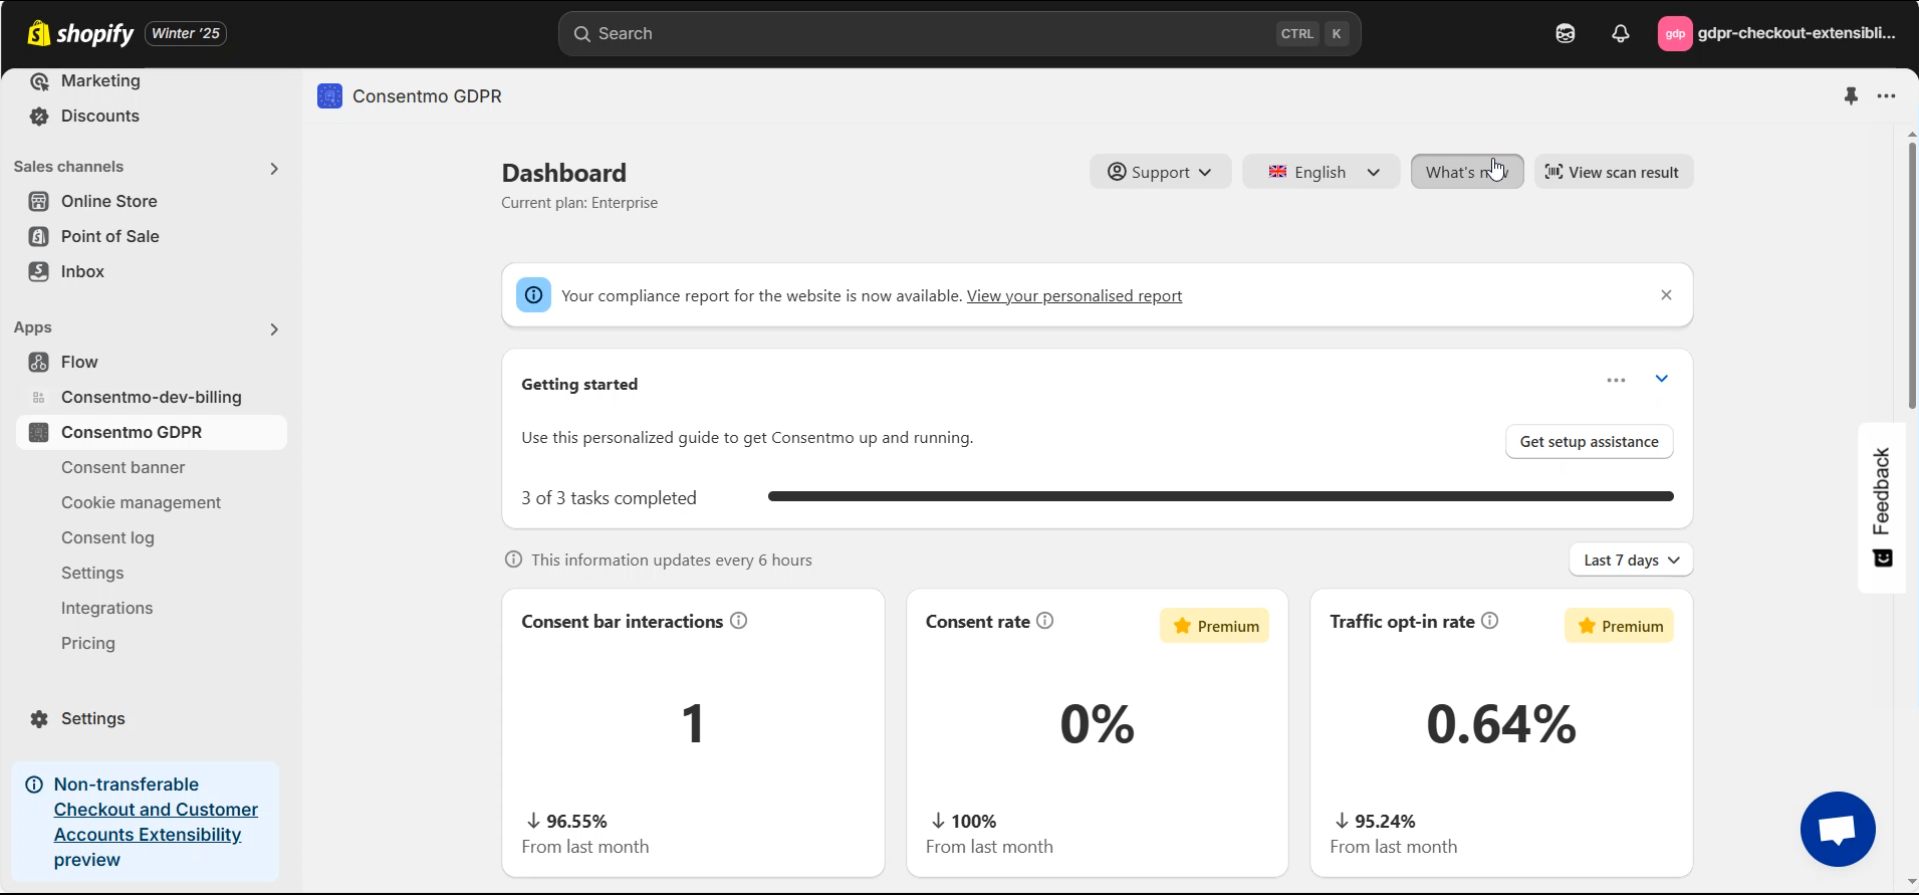 shopify
Winter '25
Search
CTRL K
gdp
gdpr-checkout-extensibli...
Marketing
Discounts
Sales channels
Online Store
Point of Sale
Inbox
Apps
Flow
Consentmo-dev-billing
Consentmo GDPR
Consent banner
Cookie management
Consent log
Settings
Integrations
Pricing
Settings
Non-transferable
Checkout and Customer
Accounts Extensibility
preview
Consentmo GDPR
Dashboard
Current plan: Enterprise
Support
English
What's
View scan result
Your compliance report for the website is now available. View your personalised report
Getting started
Use this personalized guide to get Consentmo up and running.
Get setup assistance
3 of 3 tasks completed
This information updates every 6 hours
Last 7 days
Consent bar interactions
1
↓ 96.55%
From last month
Consent rate
Premium
0%
↓ 100%
From last month
Traffic opt-in rate
Premium
0.64%
↓ 95.24%
From last month
Feedback